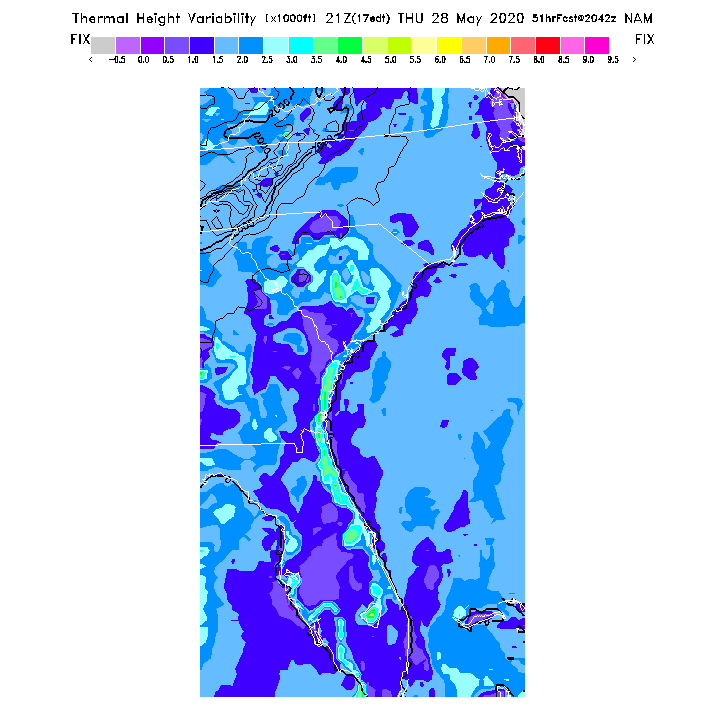 Thermal Height Variability [x1000ft] 21Z(17edt) THU 28 May 2020 51hrFcst@2042z NAM
FIX FIX
< -0.5 0.0 0.5 1.0 1.5 2.0 2.5 3.0 3.5 4.0 4.5 5.0 5.5 6.0 6.5 7.0 7.5 8.0 8.5 9.0 9.5 >